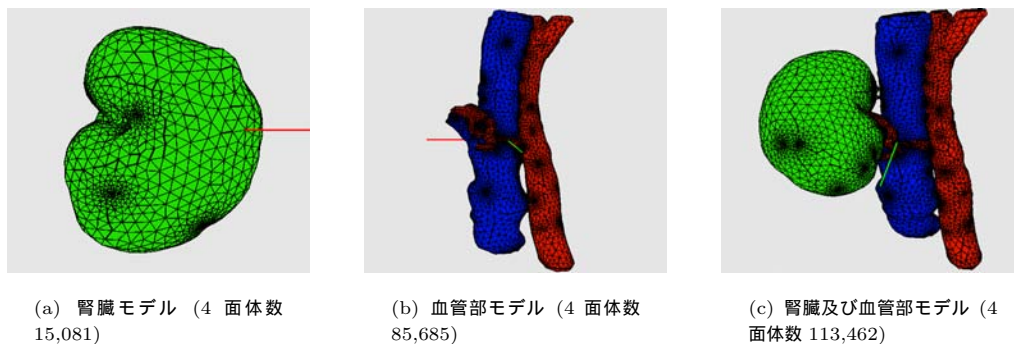 (a) 腎臓モデル (4 面体数
15,081)
(b) 血管部モデル (4 面体数
85,685)
(c) 腎臓及び血管部モデル (4
面体数 113,462)